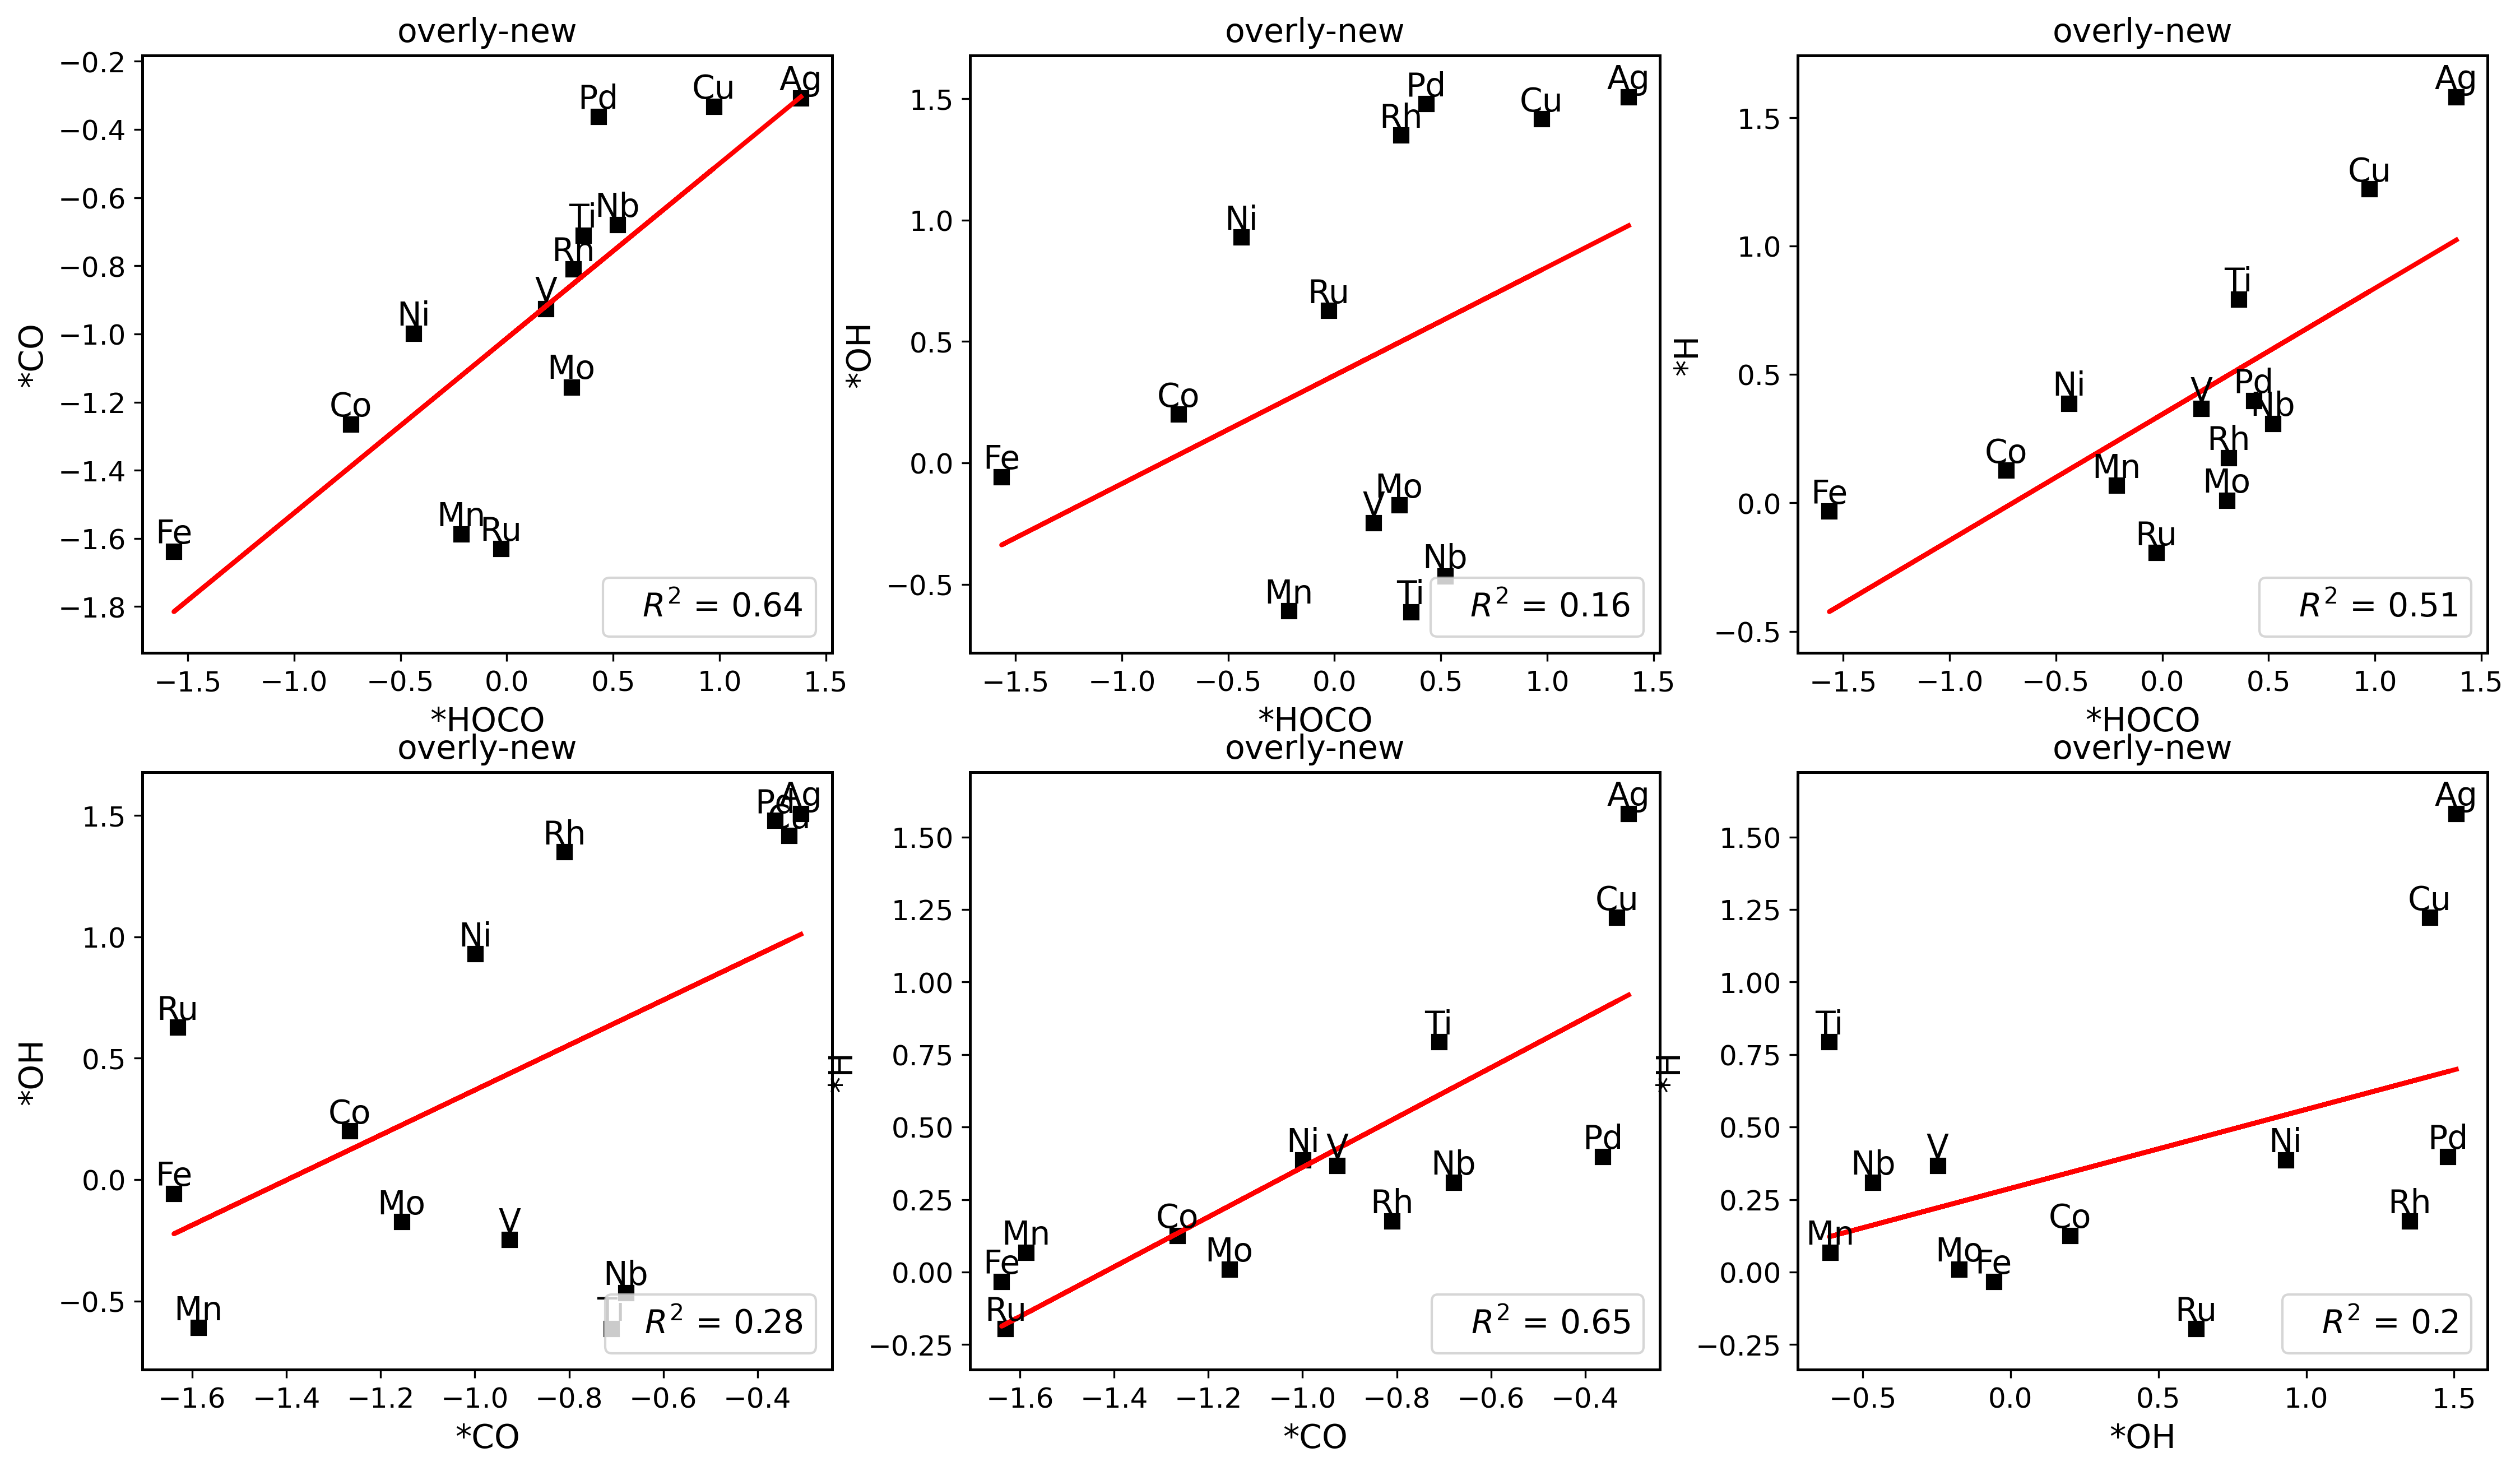 overly-new
−0.2
−0.4
−0.6
−0.8
−1.0
−1.2
−1.4
−1.6
−1.8
*CO
Pd
Cu
Ag
Nb
Ti
Rh
V
Ni
Mo
Co
Mn
Ru
Fe
R² = 0.64
−1.5
−1.0
−0.5
0.0
0.5
1.0
1.5
*HOCO
overly-new
1.5
1.0
0.5
0.0
−0.5
*OH
Pd
Ag
Cu
Rh
Ni
Ru
Co
Fe
Mo
V
Nb
Mn
Ti
R² = 0.16
−1.5
−1.0
−0.5
0.0
0.5
1.0
1.5
*HOCO
overly-new
1.5
1.0
0.5
0.0
−0.5
*H
Ag
Cu
Ti
Ni
V
Pd
Nb
Rh
Co
Mn
Mo
Fe
Ru
R² = 0.51
−1.5
−1.0
−0.5
0.0
0.5
1.0
1.5
*HOCO
overly-new
1.5
1.0
0.5
0.0
−0.5
*OH
Pd
Ag
Cu
Rh
Ni
Ru
Co
Fe
Mo
V
Nb
Ti
Mn
R² = 0.28
−1.6
−1.4
−1.2
−1.0
−0.8
−0.6
−0.4
*CO
overly-new
1.50
1.25
1.00
0.75
0.50
0.25
0.00
−0.25
*H
Ag
Cu
Ti
Ni
V
Pd
Nb
Rh
Co
Mn
Mo
Fe
Ru
R² = 0.65
−1.6
−1.4
−1.2
−1.0
−0.8
−0.6
−0.4
*CO
overly-new
1.50
1.25
1.00
0.75
0.50
0.25
0.00
−0.25
*H
Ag
Cu
Ti
V
Ni
Pd
Nb
Rh
Co
Mn
Mo
Fe
Ru
R² = 0.2
−0.5
0.0
0.5
1.0
1.5
*OH